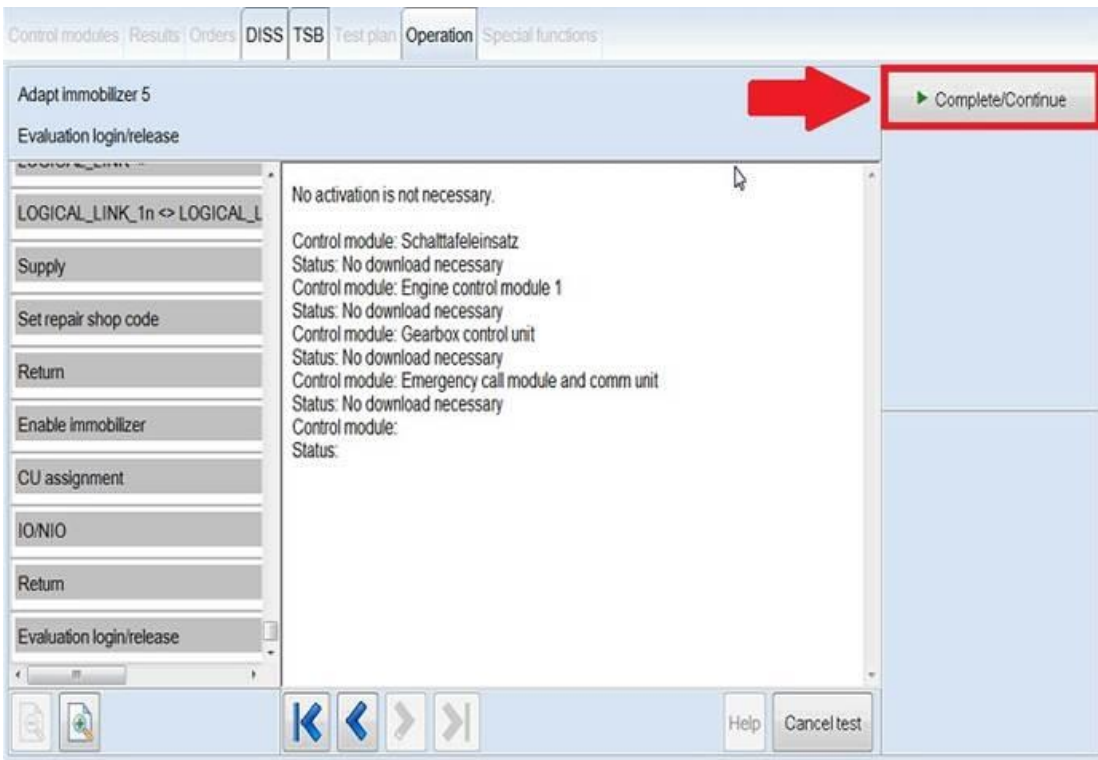 Control modules Results Orders DISS TSB Test plan Operation Special functions
Adapt immobilizer 5
Evaluation login/release
Complete/Continue
LOGICAL_LINK
LOGICAL_LINK_1n <> LOGICAL_L
Supply
Set repair shop code
Return
Enable immobilizer
CU assignment
IO/NIO
Return
Evaluation login/release
No activation is not necessary.
Control module: Schalttafeleinsatz
Status: No download necessary
Control module: Engine control module 1
Status: No download necessary
Control module: Gearbox control unit
Status: No download necessary
Control module: Emergency call module and comm unit
Status: No download necessary
Control module:
Status:
Help
Cancel test